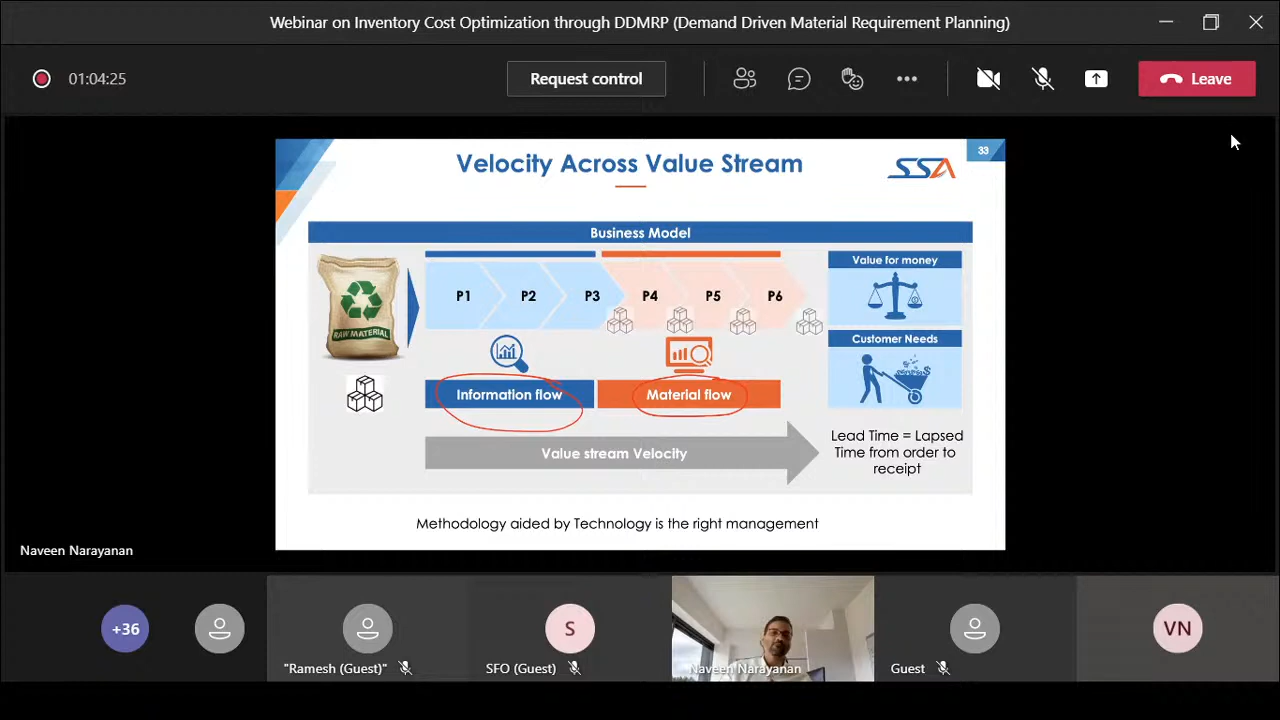 Webinar on Inventory Cost Optimization through DDMRP (Demand Driven Material Requirement Planning)
01:04:25
Request control
Leave
Velocity Across Value Stream
33
SSA
Business Model
RAW MATERIAL
P1
P2
P3
P4
P5
P6
Value for money
Customer Needs
Information flow
Material flow
Value stream Velocity
Lead Time = Lapsed
Time from order to
receipt
Methodology aided by Technology is the right management
Naveen Narayanan
+36
"Ramesh (Guest)"
S
SFO (Guest)
Naveen Narayanan
Guest
VN